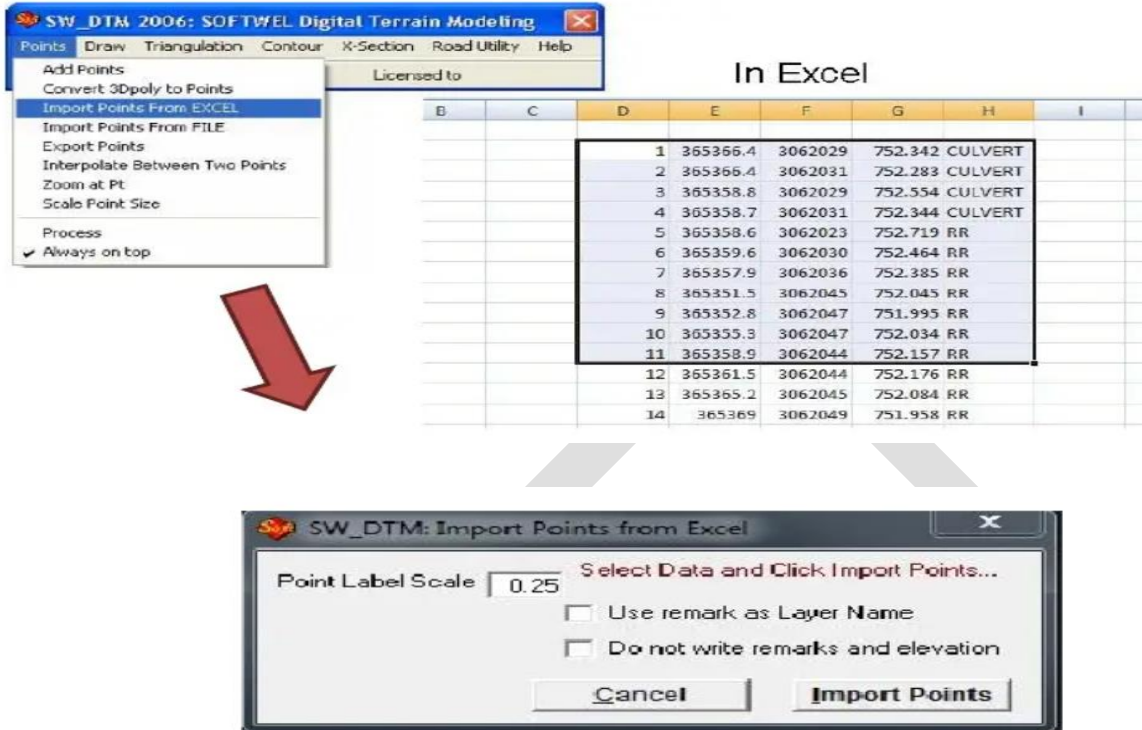 SW_DTM 2006: SOFTWEL Digital Terrain Modeling
Points Draw Triangulation Contour X-Section Road Utility Help
Add Points
Licensed to
Convert 3Dpoly to Points
Import Points From EXCEL
Import Points From FILE
Export Points
Interpolate Between Two Points
Zoom at Pt
Scale Point Size
Process
Always on top
In Excel
B C D E F G H I
1 365366.4 3062029 752.342 CULVERT
2 365366.4 3062031 752.283 CULVERT
3 365358.8 3062029 752.554 CULVERT
4 365358.7 3062031 752.344 CULVERT
5 365358.6 3062023 752.719 RR
6 365359.6 3062030 752.464 RR
7 365357.9 3062036 752.385 RR
8 365351.5 3062045 752.045 RR
9 365352.8 3062047 751.995 RR
10 365355.3 3062047 752.034 RR
11 365358.9 3062044 752.157 RR
12 365361.5 3062044 752.176 RR
13 365365.2 3062045 752.084 RR
14 365369 3062049 751.958 RR
SW_DTM: Import Points from Excel
Point Label Scale 0.25 Select Data and Click Import Points...
Use remark as Layer Name
Do not write remarks and elevation
Cancel Import Points